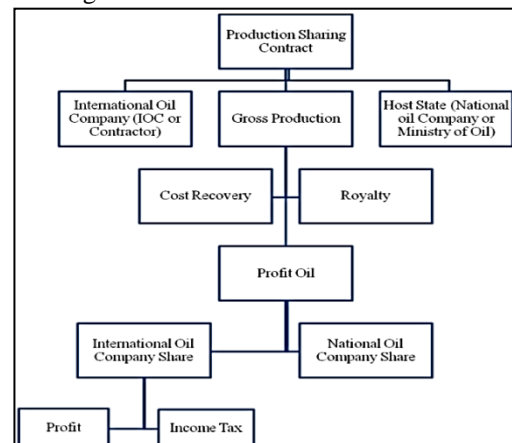 Production Sharing
Contract
International Oil
Company (IOC or
Contractor)
Gross Production
Host State (National
oil Company or
Ministry of Oil)
Cost Recovery
Royalty
Profit Oil
International Oil
Company Share
National Oil
Company Share
Profit
Income Tax